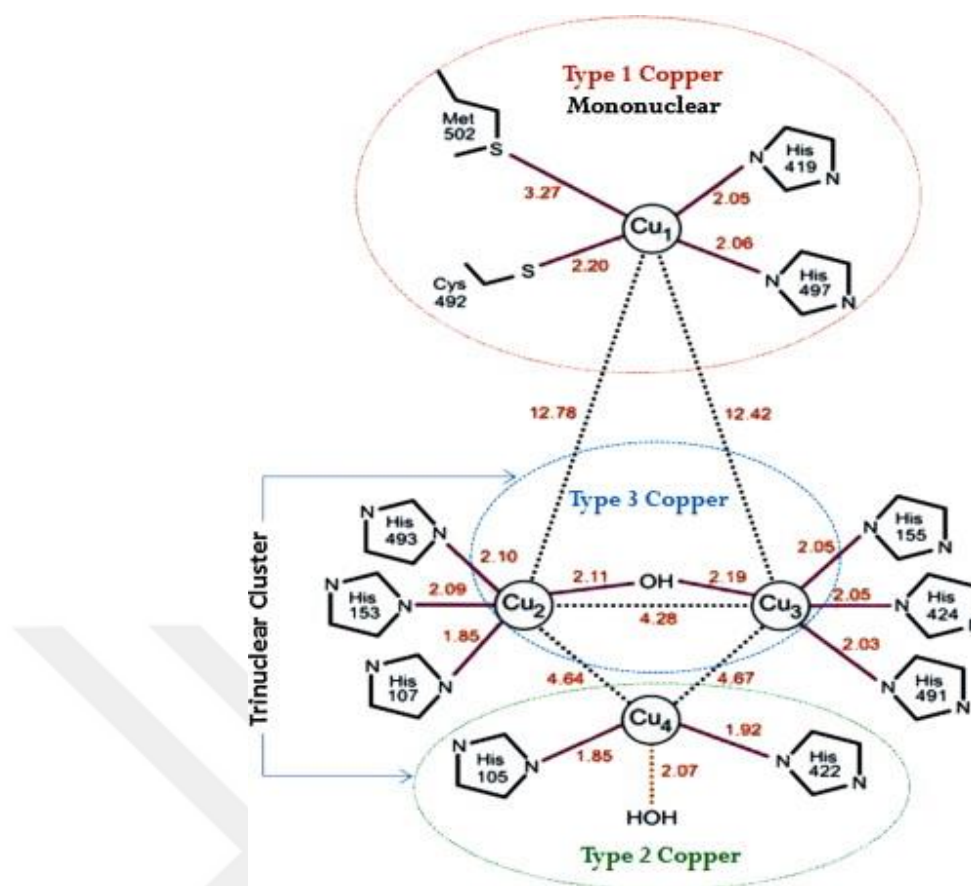 Type 1 Copper
Mononuclear
Met
502
S
3.27
N
His
419
N
2.05
Cu1
2.06
Cys
492
S
2.20
N
His
497
N
12.78
12.42
Trinuclear Cluster
Type 3 Copper
N
His
493
N
2.10
2.11
OH
2.19
2.05
N
His
155
N
His
153
N
2.09
Cu2
4.28
Cu3
2.05
N
His
424
N
N
His
107
N
1.85
4.64
4.67
2.03
N
His
491
N
Cu4
N
His
105
N
1.85
2.07
1.92
N
His
422
N
HOH
Type 2 Copper